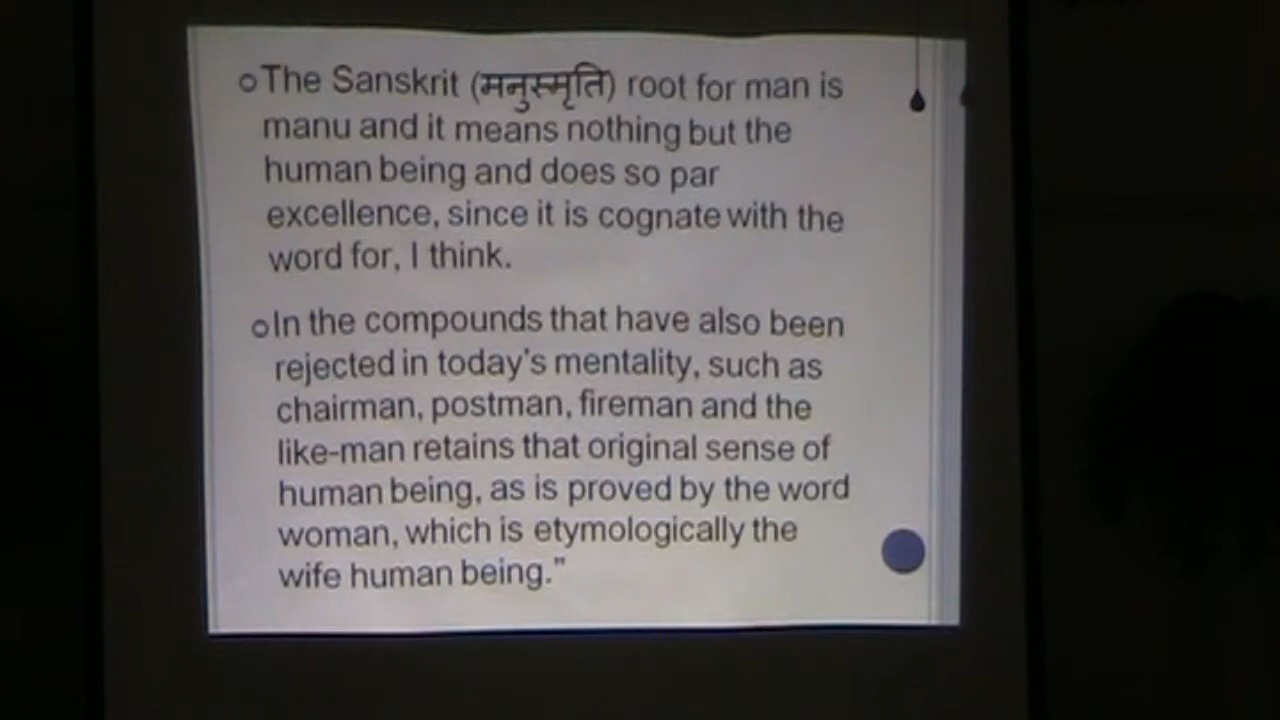 The Sanskrit (मनुस्मृति) root for man is
manu and it means nothing but the
human being and does so par
excellence, since it is cognate with the
word for, I think.
In the compounds that have also been
rejected in today's mentality, such as
chairman, postman, fireman and the
like-man retains that original sense of
human being, as is proved by the word
woman, which is etymologically the
wife human being."